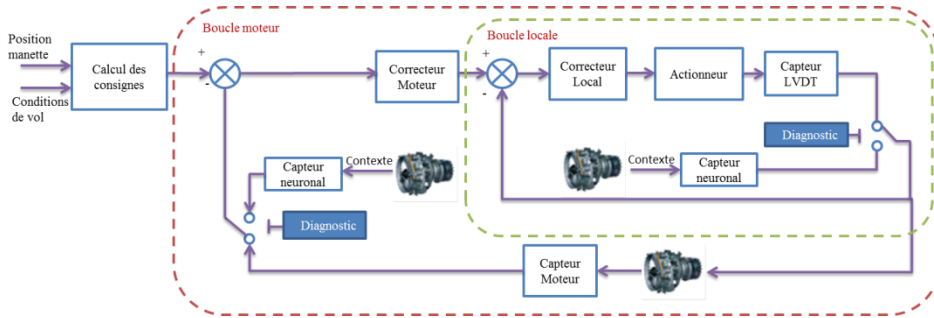 Boucle moteur
Position
manette
Conditions
de vol
Calcul des
consignes
+
-
Correcteur
Moteur
Boucle locale
+
-
Correcteur
Local
Actionneur
Capteur
LVDT
Diagnostic
Contexte
Capteur
neuronal
Capteur
neuronal
Contexte
Diagnostic
Capteur
Moteur